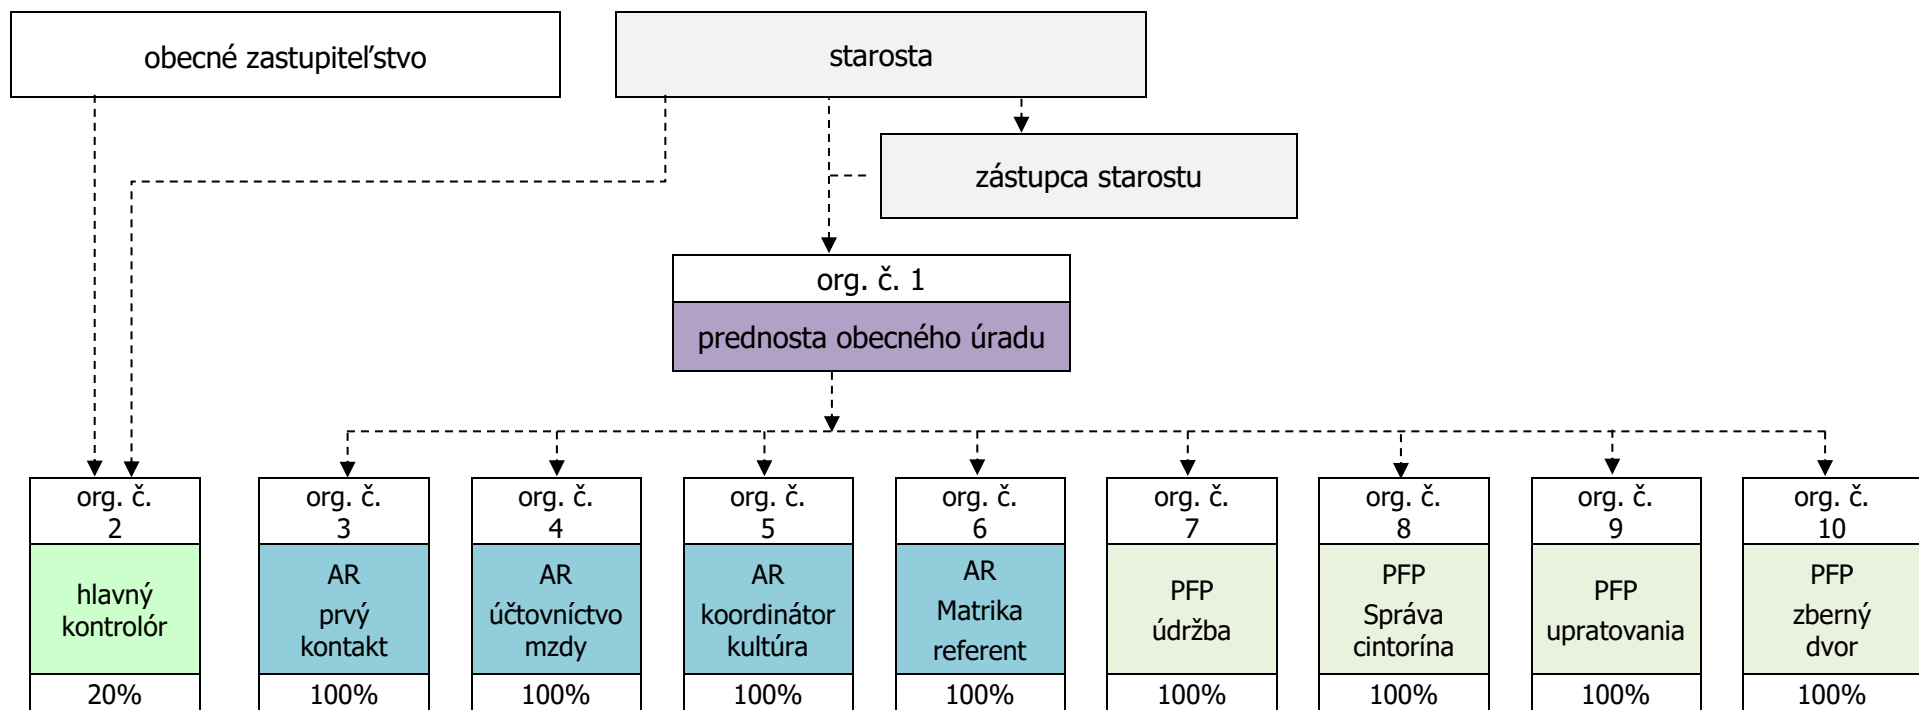 obecné zastupiteľstvo
starosta
zástupca starostu
org. č. 1
prednosta obecného úradu
org. č.
2
hlavný
kontrolór
20%
org. č.
3
AR
prvý
kontakt
100%
org. č.
4
AR
účtovníctvo
mzdy
100%
org. č.
5
AR
koordinátor
kultúra
100%
org. č.
6
AR
Matrika
referent
100%
org. č.
7
PFP
údržba
100%
org. č.
8
PFP
Správa
cintorína
100%
org. č.
9
PFP
upratovania
100%
org. č.
10
PFP
zberný
dvor
100%